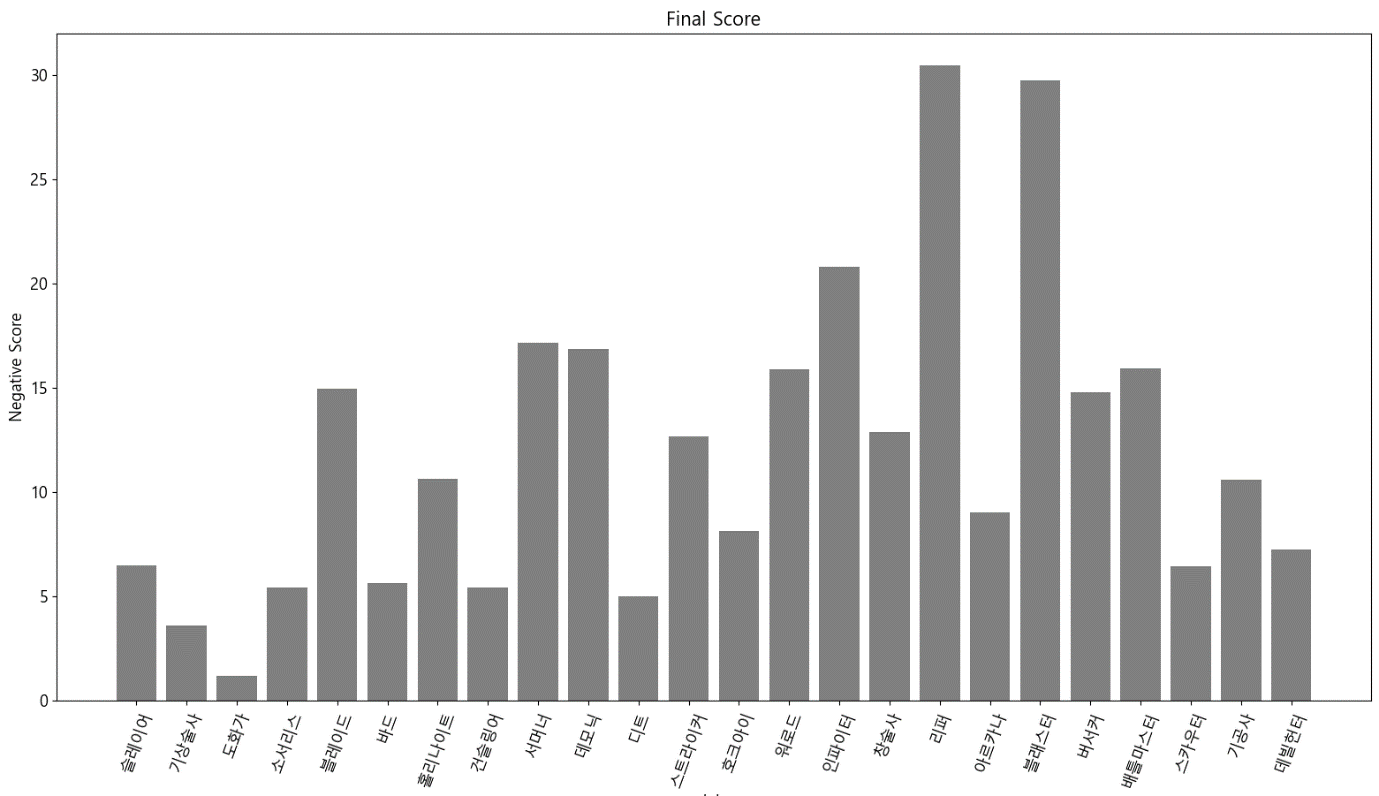 Final Score
Negative Score
30
25
20
15
10
5
0
슬레이어
기상술사
도화가
소서리스
블레이드
바드
홀리나이트
건슬링어
서머너
데모닉
디트
스트라이커
호크아이
워로드
인파이터
창술사
리퍼
아르카나
블래스터
버서커
배틀마스터
스카우터
기공사
데빌헌터